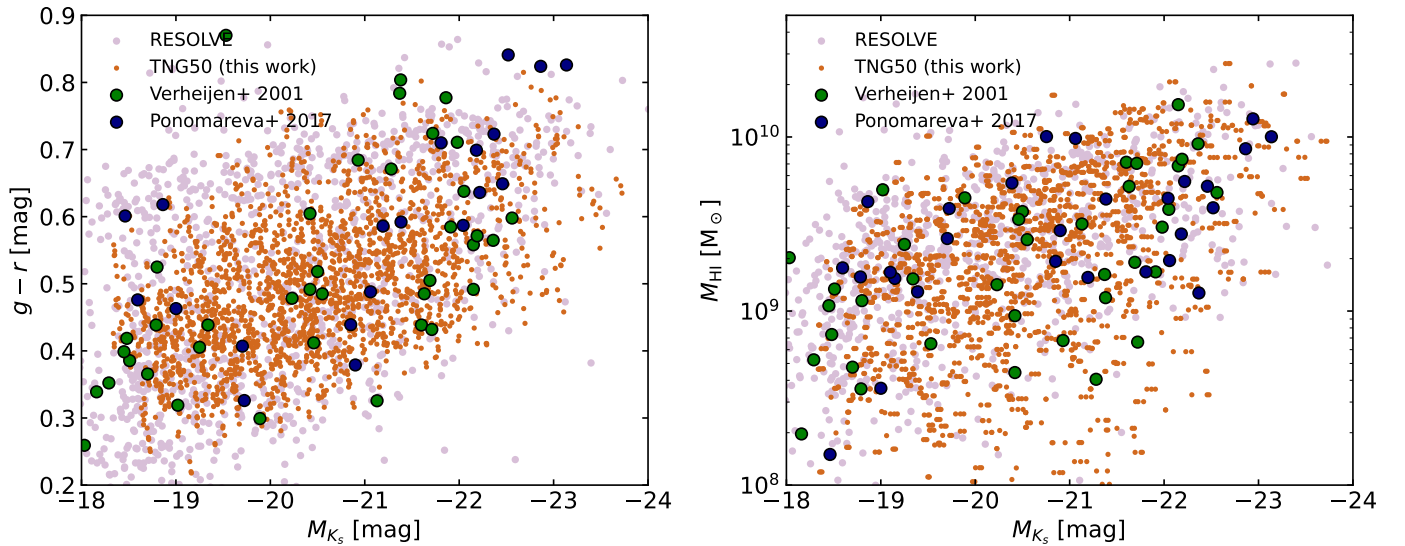 0.9
0.8
0.7
0.6
0.5
0.4
0.3
0.2
g − r [mag]
RESOLVE
TNG50 (this work)
Verheijen+ 2001
Ponomareva+ 2017
−18 −19 −20 −21 −22 −23 −24
M_{K_s} [mag]
10^{10}
10^9
10^8
M_{HI} [M_⊙]
RESOLVE
TNG50 (this work)
Verheijen+ 2001
Ponomareva+ 2017
−18 −19 −20 −21 −22 −23 −24
M_{K_s} [mag]